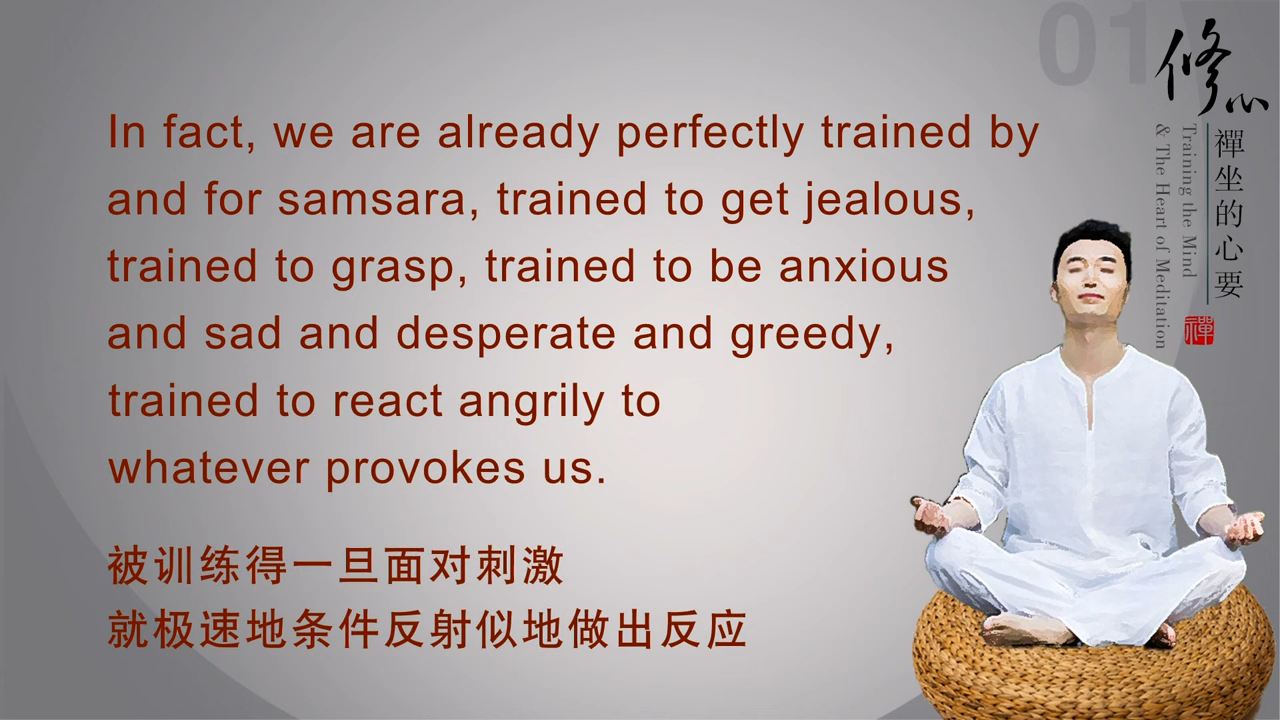 In fact, we are already perfectly trained by
and for samsara, trained to get jealous,
trained to grasp, trained to be anxious
and sad and desperate and greedy,
trained to react angrily to
whatever provokes us.
被训练得一旦面对刺激
就极速地条件反射似地做出反应
01
修心
禪坐的心要
Training the Mind
& The Heart of Meditation
禪